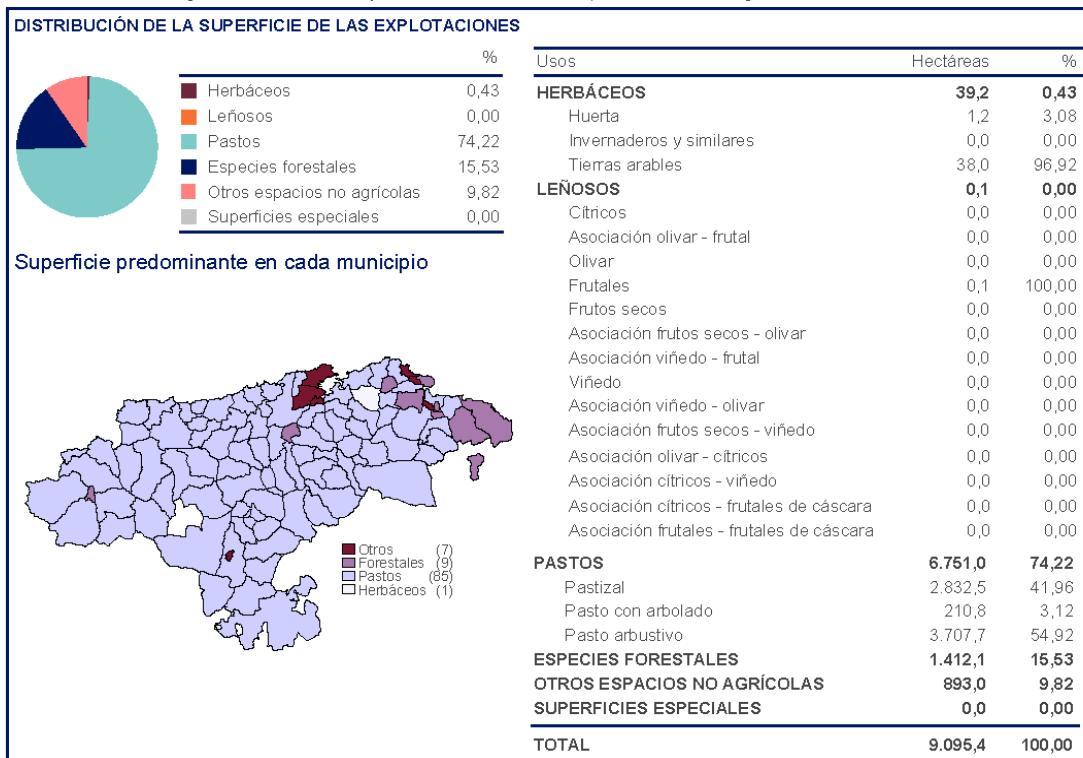 DISTRIBUCIÓN DE LA SUPERFICIE DE LAS EXPLOTACIONES
%
Herbáceos 0,43
Leñosos 0,00
Pastos 74,22
Especies forestales 15,53
Otros espacios no agrícolas 9,82
Superficies especiales 0,00
Superficie predominante en cada municipio
Otros (7)
Forestales (9)
Pastos (85)
Herbáceos (1)
Usos Hectáreas %
HERBÁCEOS 39,2 0,43
Huerta 1,2 3,08
Invernaderos y similares 0,0 0,00
Tierras arables 38,0 96,92
LEÑOSOS 0,1 0,00
Cítricos 0,0 0,00
Asociación olivar - frutal 0,0 0,00
Olivar 0,0 0,00
Frutales 0,1 100,00
Frutos secos 0,0 0,00
Asociación frutos secos - olivar 0,0 0,00
Asociación viñedo - frutal 0,0 0,00
Viñedo 0,0 0,00
Asociación viñedo - olivar 0,0 0,00
Asociación frutos secos - viñedo 0,0 0,00
Asociación olivar - cítricos 0,0 0,00
Asociación cítricos - viñedo 0,0 0,00
Asociación cítricos - frutales de cáscara 0,0 0,00
Asociación frutales - frutales de cáscara 0,0 0,00
PASTOS 6.751,0 74,22
Pastizal 2.832,5 41,96
Pasto con arbolado 210,8 3,12
Pasto arbustivo 3.707,7 54,92
ESPECIES FORESTALES 1.412,1 15,53
OTROS ESPACIOS NO AGRÍCOLAS 893,0 9,82
SUPERFICIES ESPECIALES 0,0 0,00
TOTAL 9.095,4 100,00